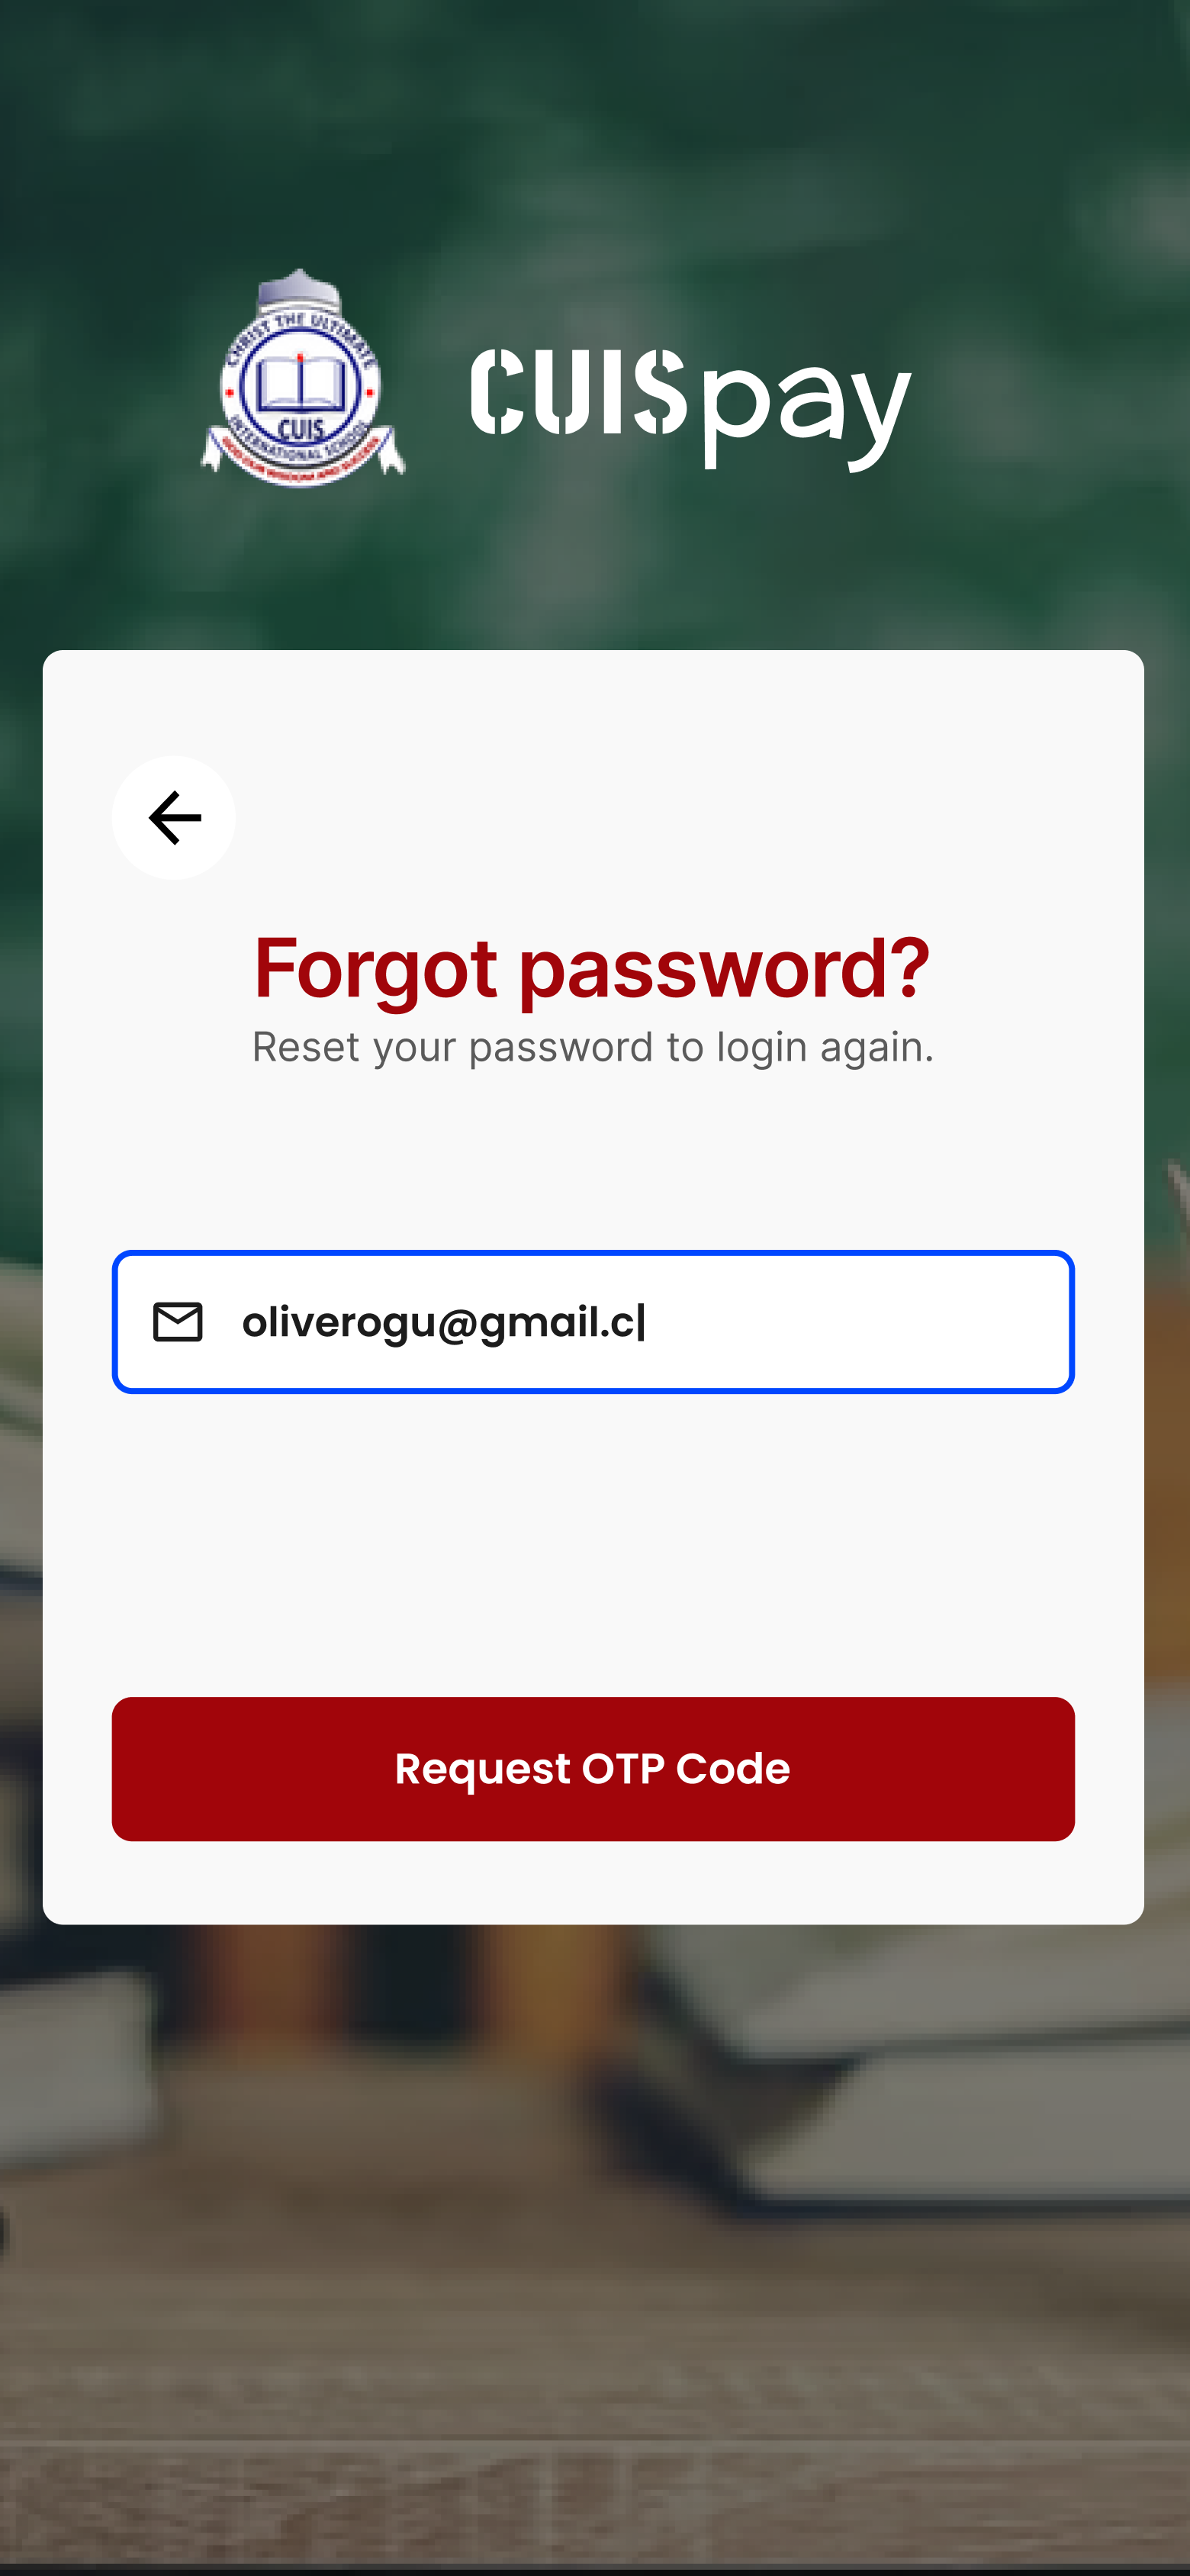 CHRIST THE ULTIMATE
CUIS
INTERNATIONAL SCHOOL
CUISpay
Forgot password?
Reset your password to login again.
oliverogu@gmail.c
Request OTP Code